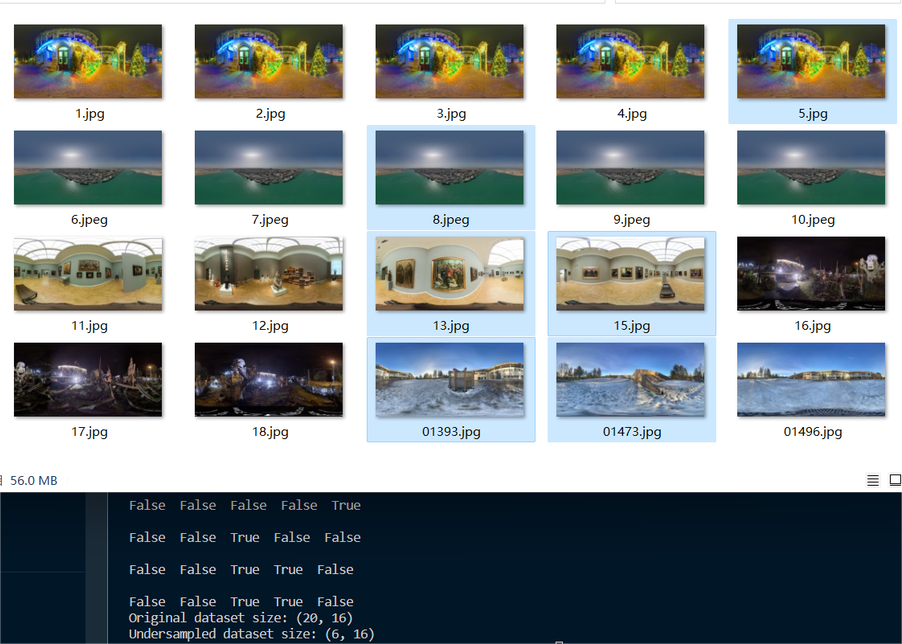 1.jpg 2.jpg 3.jpg 4.jpg 5.jpg
6.jpeg 7.jpeg 8.jpeg 9.jpeg 10.jpeg
11.jpg 12.jpg 13.jpg 15.jpg 16.jpg
17.jpg 18.jpg 01393.jpg 01473.jpg 01496.jpg
56.0 MB
False False False False True
False False True False False
False False True True False
False False True True False
Original dataset size: (20, 16)
Undersampled dataset size: (6, 16)